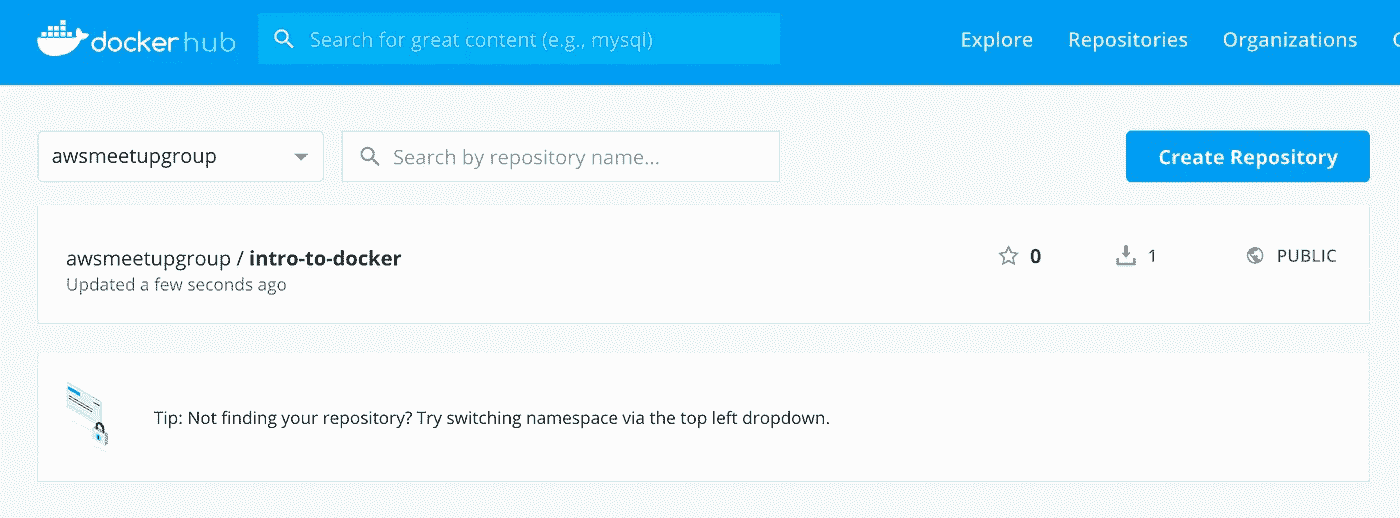 docker hub
Search for great content (e.g., mysql)
Explore
Repositories
Organizations
awsmeetupgroup
Search by repository name...
Create Repository
awsmeetupgroup / intro-to-docker
0
1
PUBLIC
Updated a few seconds ago
Tip: Not finding your repository? Try switching namespace via the top left dropdown.